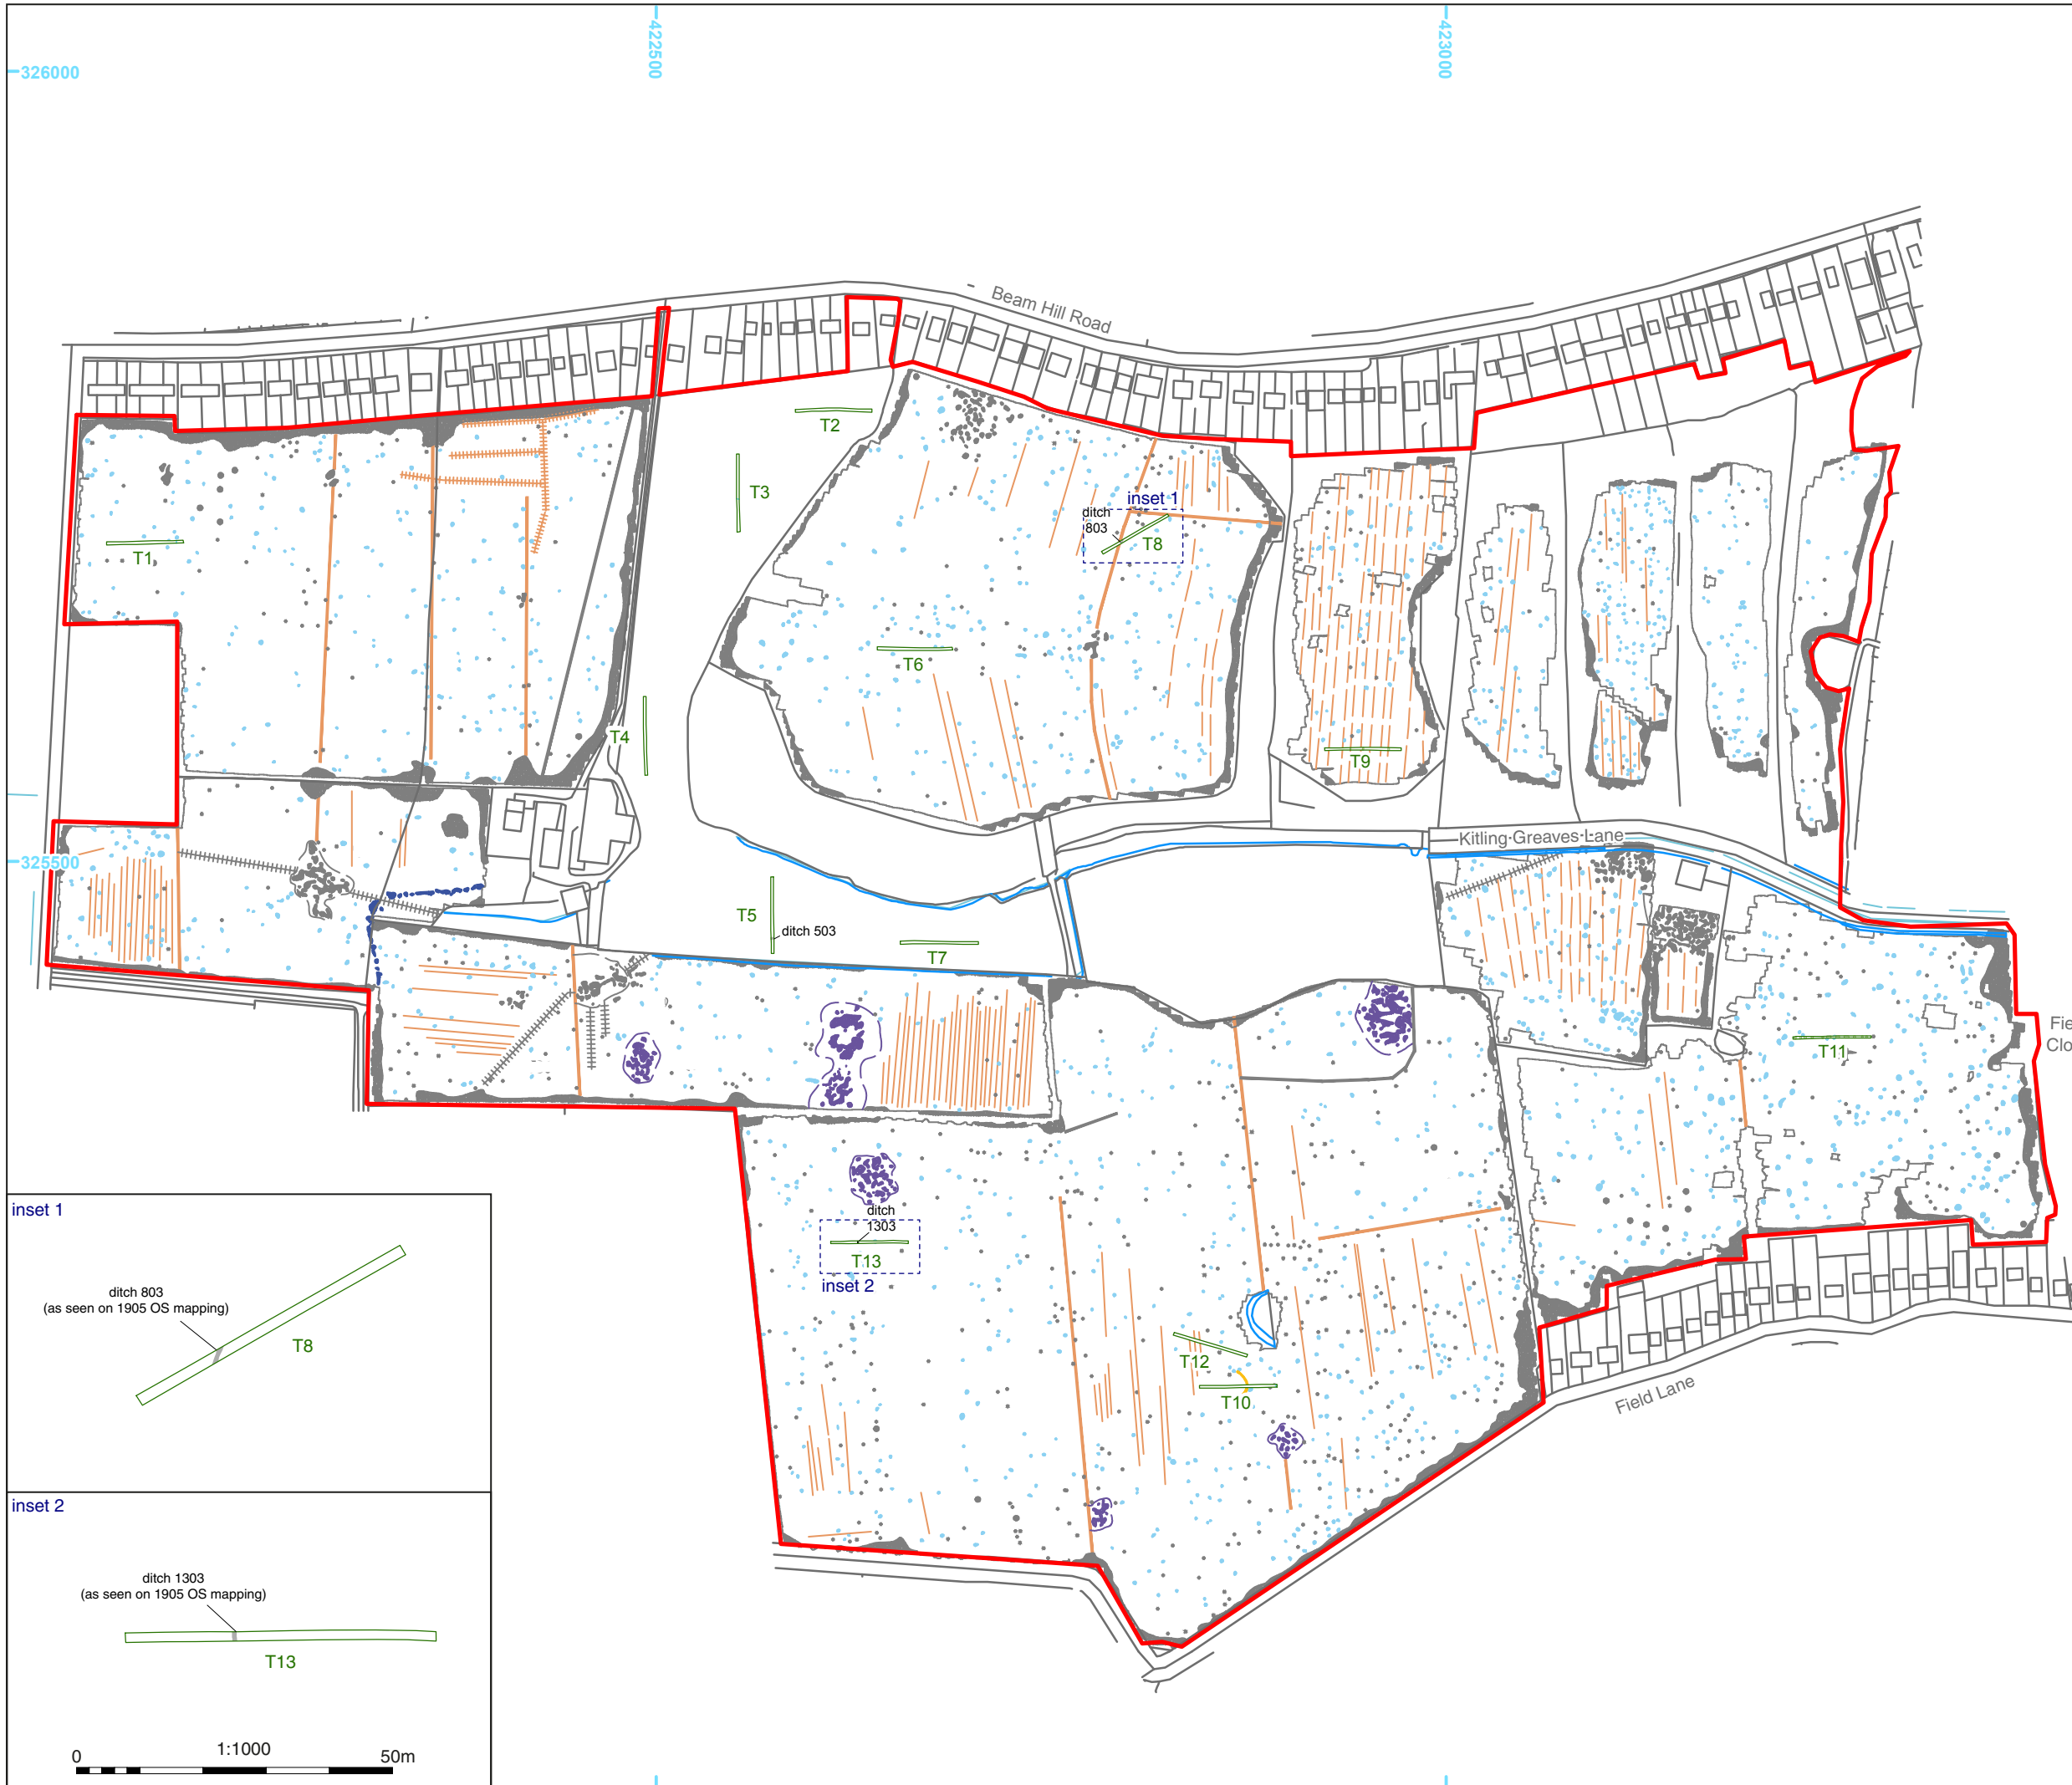 422500
423000
326000
Beam Hill Road
T2
T3
inset 1
ditch
803
T8
T1
T6
T4
T9
Kitling Greaves Lane
325500
T5
ditch 503
T7
Fie
Clo
T11
inset 1
ditch
1303
T13
inset 2
ditch 803
(as seen on 1905 OS mapping)
T8
T12
T10
Field Lane
inset 2
ditch 1303
(as seen on 1905 OS mapping)
T13
0
1:1000
50m